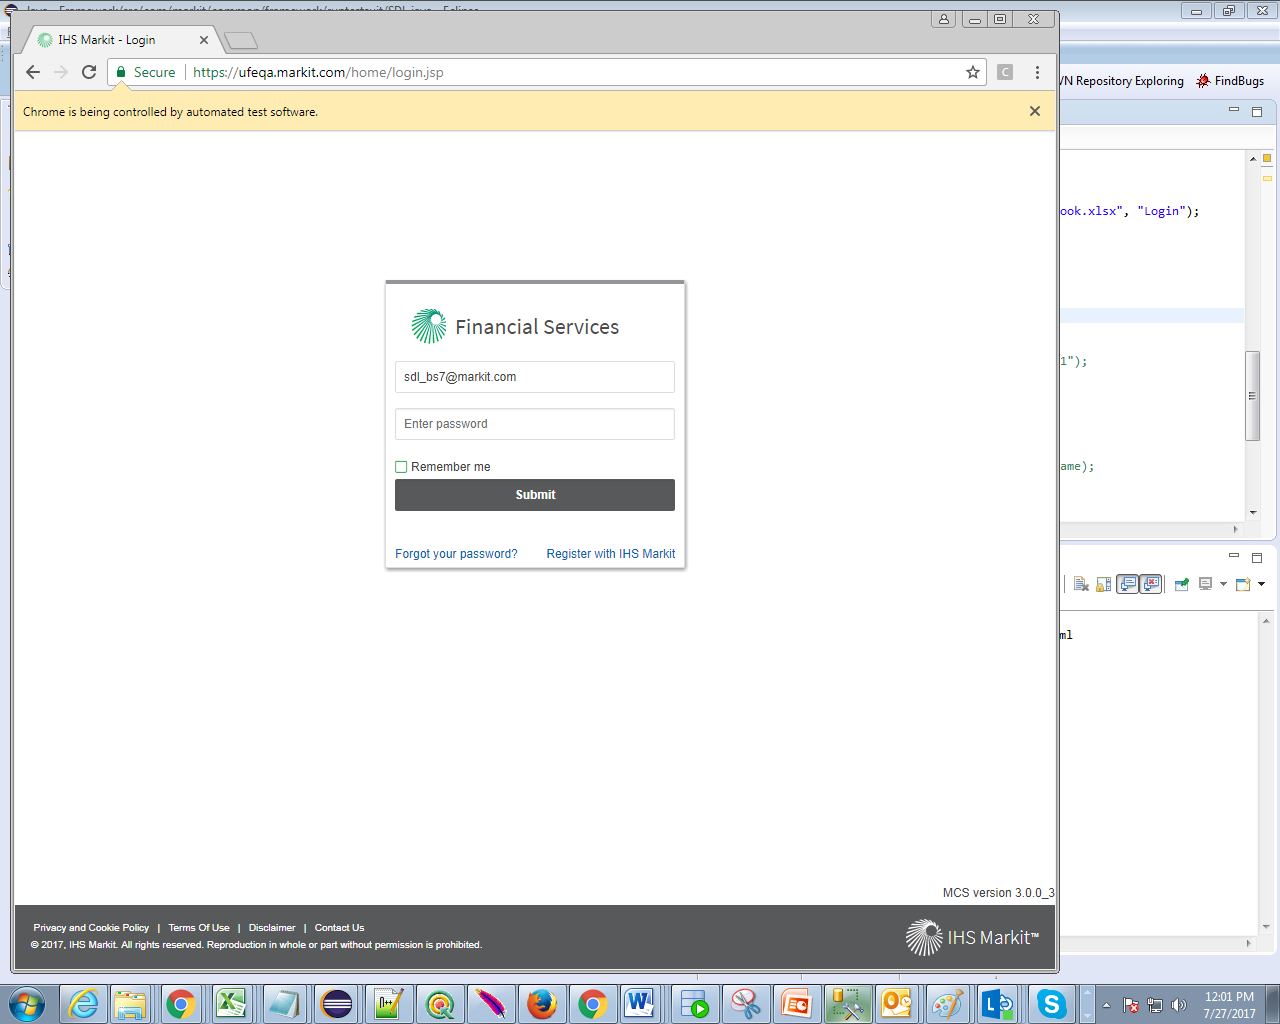 IHS Markit - Login
Secure
https://ufeqa.markit.com/home/login.jsp
C
Chrome is being controlled by automated test software.
Financial Services
sdl_bs7@markit.com
Enter password
Remember me
Submit
Forgot your password?
Register with IHS Markit
MCS version 3.0.0_3
Privacy and Cookie Policy | Terms Of Use | Disclaimer | Contact Us
© 2017, IHS Markit. All rights reserved. Reproduction in whole or part without permission is prohibited.
IHS Markit™
Repository Exploring
FindBugs
ook.xlsx", "Login");
1");
ame);
ml
12:01 PM
7/27/2017